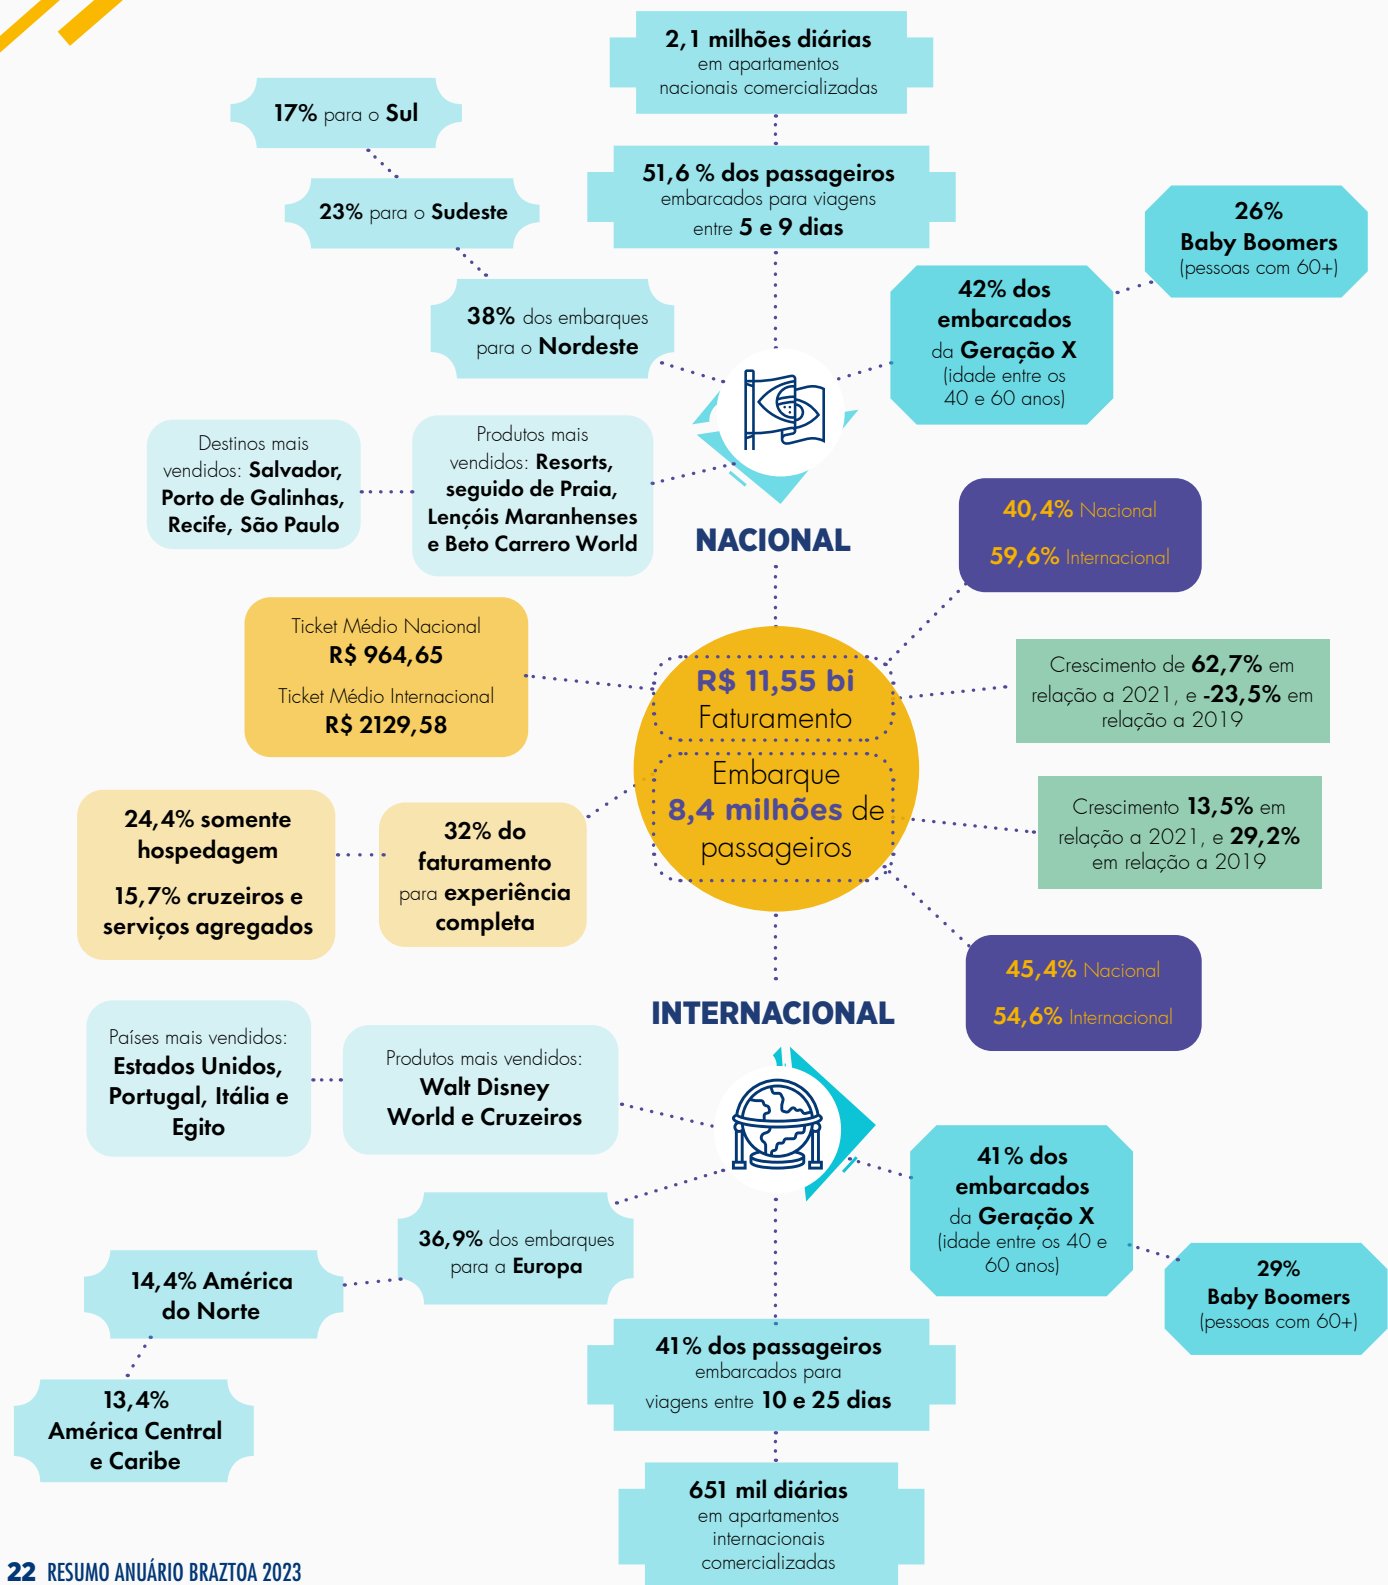 2,1 milhões diárias
em apartamentos
nacionais comercializadas
17% para o Sul
51,6 % dos passageiros
embarcados para viagens
entre 5 e 9 dias
23% para o Sudeste
26%
Baby Boomers
(pessoas com 60+)
38% dos embarques
para o Nordeste
42% dos
embarcados
da Geração X
(idade entre os
40 e 60 anos)
Destinos mais
vendidos: Salvador,
Porto de Galinhas,
Recife, São Paulo
Produtos mais
vendidos: Resorts,
seguido de Praia,
Lençóis Maranhenses
e Beto Carrero World
NACIONAL
40,4% Nacional
59,6% Internacional
Ticket Médio Nacional
R$ 964,65
Ticket Médio Internacional
R$ 2129,58
R$ 11,55 bi
Faturamento
Crescimento de 62,7% em
relação a 2021, e -23,5% em
relação a 2019
Embarque
8,4 milhões de
passageiros
Crescimento 13,5% em
relação a 2021, e 29,2%
em relação a 2019
24,4% somente
hospedagem
15,7% cruzeiros e
serviços agregados
32% do
faturamento
para experiência
completa
45,4% Nacional
54,6% Internacional
INTERNACIONAL
Países mais vendidos:
Estados Unidos,
Portugal, Itália e
Egito
Produtos mais vendidos:
Walt Disney
World e Cruzeiros
41% dos
embarcados
da Geração X
(idade entre os 40 e
60 anos)
36,9% dos embarques
para a Europa
14,4% América
do Norte
29%
Baby Boomers
(pessoas com 60+)
41% dos passageiros
embarcados para
viagens entre 10 e 25 dias
13,4%
América Central
e Caribe
651 mil diárias
em apartamentos
internacionais
comercializadas
22 RESUMO ANUÁRIO BRAZTOA 2023